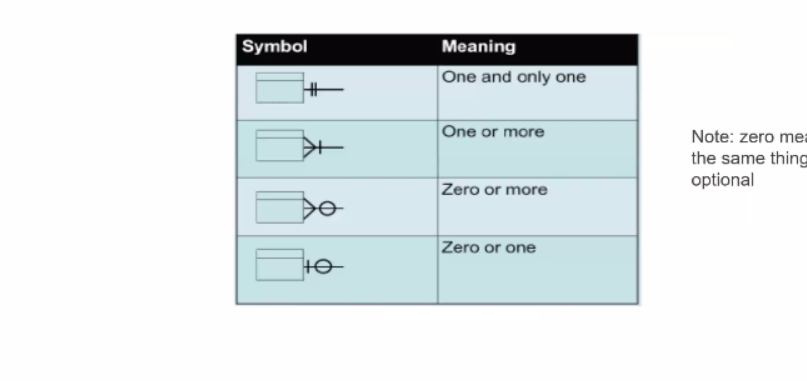 Symbol Meaning
One and only one
One or more
Zero or more
Zero or one
Note: zero mea
the same thing
optional